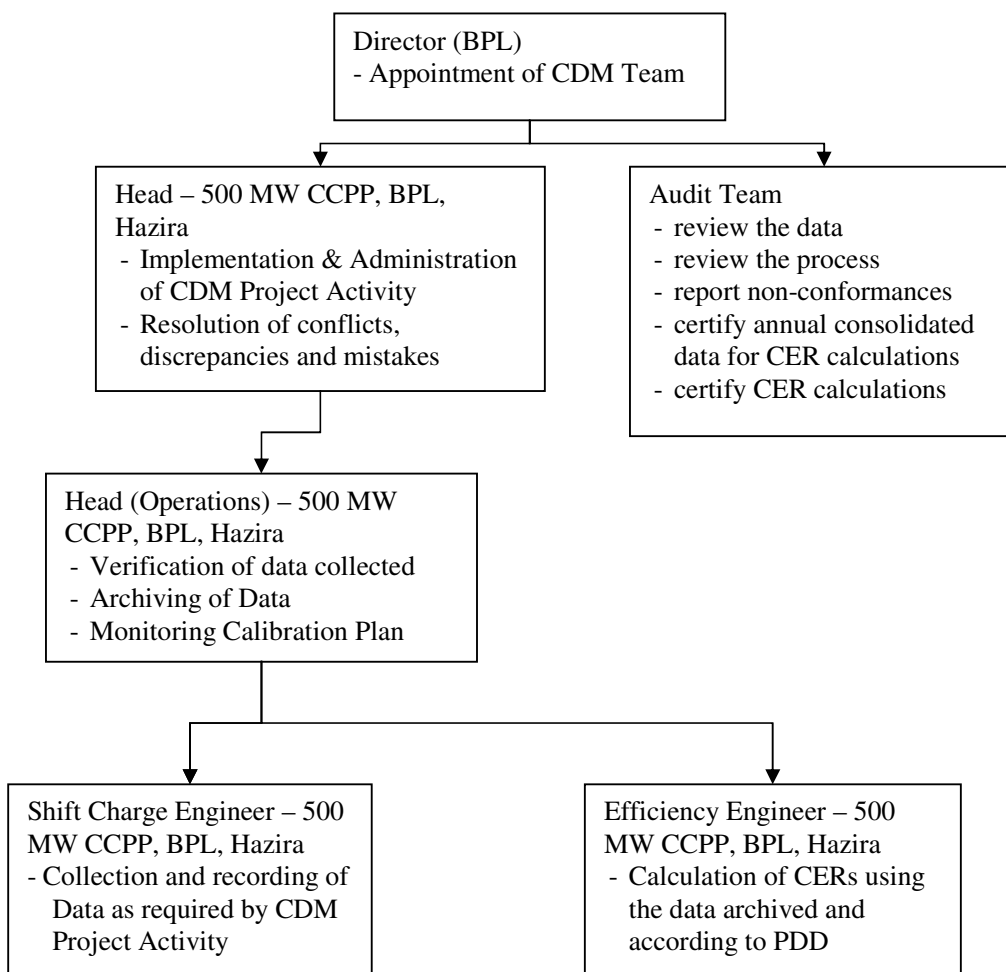 Director (BPL)
- Appointment of CDM Team
Head – 500 MW CCPP, BPL,
Hazira
- Implementation & Administration
of CDM Project Activity
- Resolution of conflicts,
discrepancies and mistakes
Audit Team
- review the data
- review the process
- report non-conformances
- certify annual consolidated
data for CER calculations
- certify CER calculations
Head (Operations) – 500 MW
CCPP, BPL, Hazira
- Verification of data collected
- Archiving of Data
- Monitoring Calibration Plan
Shift Charge Engineer – 500
MW CCPP, BPL, Hazira
- Collection and recording of
Data as required by CDM
Project Activity
Efficiency Engineer – 500
MW CCPP, BPL, Hazira
- Calculation of CERs using
the data archived and
according to PDD